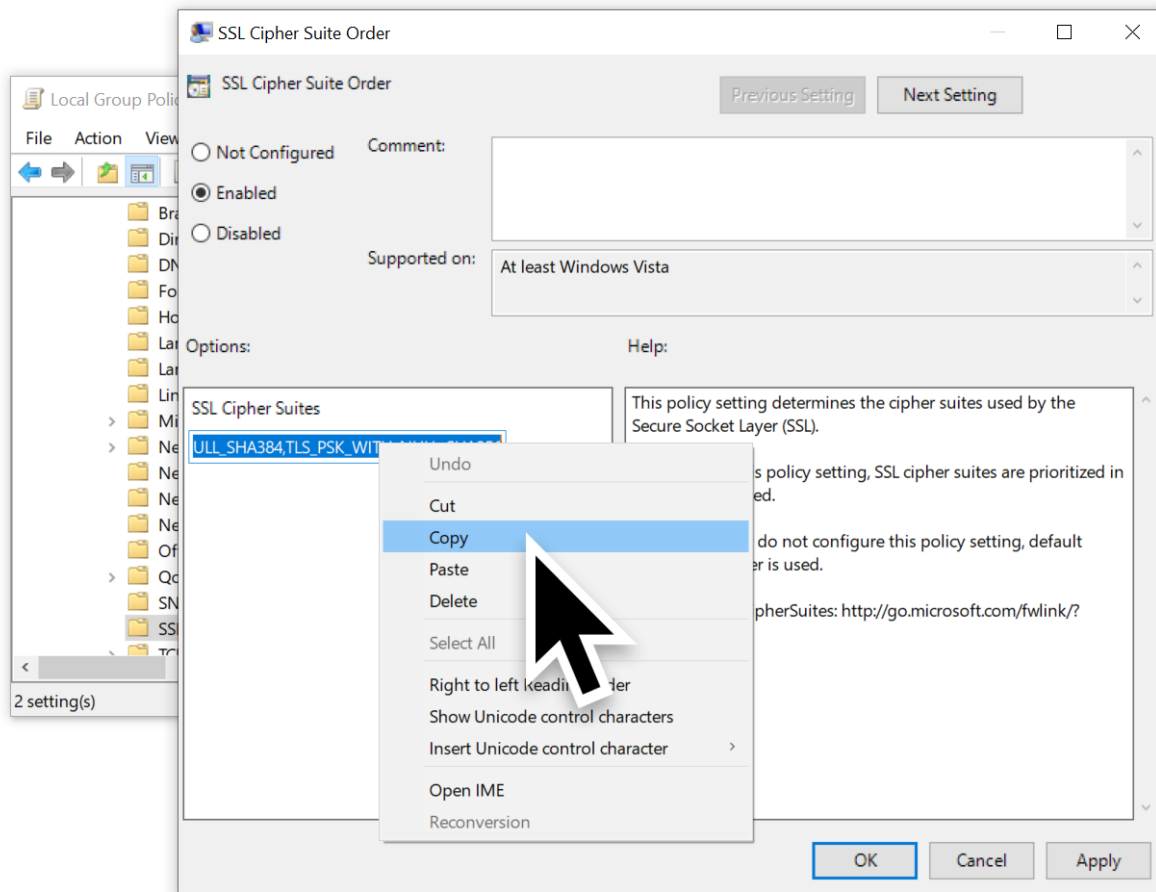 SSL Cipher Suite Order
SSL Cipher Suite Order
Previous Setting
Next Setting
Local Group Polic
File Action View
Not Configured
Enabled
Disabled
Comment:
Supported on:
At least Windows Vista
Bra
Dir
DN
Fo
Ho
Lan
Lan
Lin
Mi
Ne
Ne
Ne
Ne
Of
Qo
SN
SSL
TCP
2 setting(s)
Options:
Help:
SSL Cipher Suites
ULL_SHA384,TLS_PSK_WITH_NULL_SHA256
Undo
Cut
Copy
Paste
Delete
Select All
Right to left Reading order
Show Unicode control characters
Insert Unicode control character
Open IME
Reconversion
This policy setting determines the cipher suites used by the
Secure Socket Layer (SSL).
s policy setting, SSL cipher suites are prioritized in
ed.
do not configure this policy setting, default
er is used.
pherSuites: http://go.microsoft.com/fwlink/?
OK
Cancel
Apply